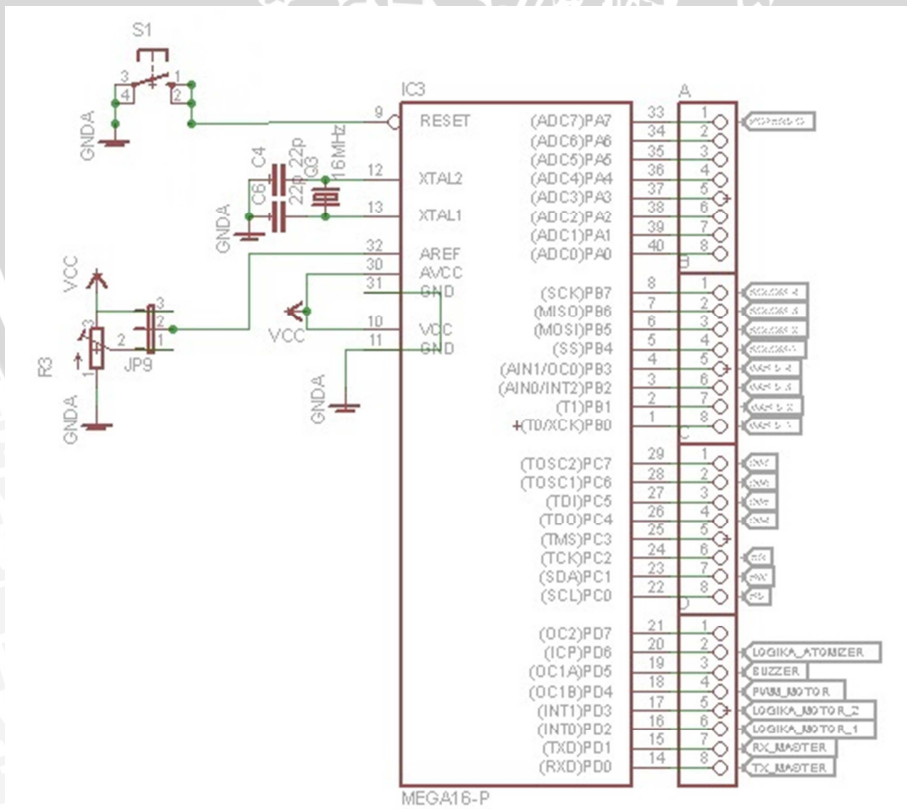 S1
3 1
4 2
GNDA
IC3
9 RESET
C4 22p
C6 22p
Q3
16MHz
12 XTAL2
13 XTAL1
GNDA
32 AREF
30 AVCC
31 GND
10 VCC
11 GND
VCC
VCC
3
2
1
JP9
R3
3
2
1
GNDA
GNDA
A
(ADC7)PA7 33 1
(ADC6)PA6 34 2
(ADC5)PA5 35 3
(ADC4)PA4 36 4
(ADC3)PA3 37 5
(ADC2)PA2 38 6
(ADC1)PA1 39 7
(ADC0)PA0 40 8
B
(SCK)PB7 8 1
(MISO)PB6 7 2
(MOSI)PB5 6 3
(SS)PB4 5 4
(AIN1/OC0)PB3 4 5
(AIN0/INT2)PB2 3 6
(T1)PB1 2 7
(T0/XCK)PB0 1 8
C
(TOSC2)PC7 29 1
(TOSC1)PC6 28 2
(TDI)PC5 27 3
(TDO)PC4 26 4
(TMS)PC3 25 5
(TCK)PC2 24 6
(SDA)PC1 23 7
(SCL)PC0 22 8
D
(OC2)PD7 21 1
(ICP)PD6 20 2 LOGIKA_ATOMIZER
(OC1A)PD5 19 3 BUZZER
(OC1B)PD4 18 4 PWM_MOTOR
(INT1)PD3 17 5 LOGIKA_MOTOR_2
(INT0)PD2 16 6 LOGIKA_MOTOR_1
(TXD)PD1 15 7 RX_MASTER
(RXD)PD0 14 8 TX_MASTER
MEGA16-P